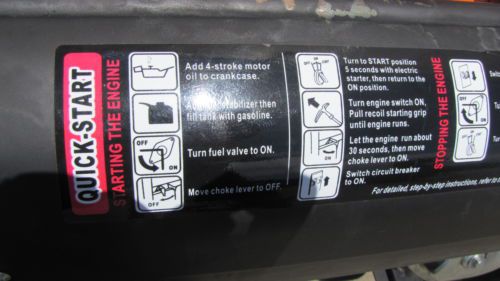 QUICK-START
STARTING THE ENGINE
Add 4-stroke motor
oil to crankcase.
stabilizer then
fill tank with gasoline.
OFF
ON
Turn fuel valve to ON.
OFF
Move choke lever to OFF.
OFF
ON
Turn to START position
5 seconds with electric
starter, then return to the
ON position.
Turn engine switch ON,
Pull recoil starting grip
until engine runs.
Let the engine run about
30 seconds, then move
choke lever to OFF.
Switch circuit breaker
to ON.
STOPPING THE ENGINE
Turn
ON
Turn
For detailed, step-by-step instructions, refer to